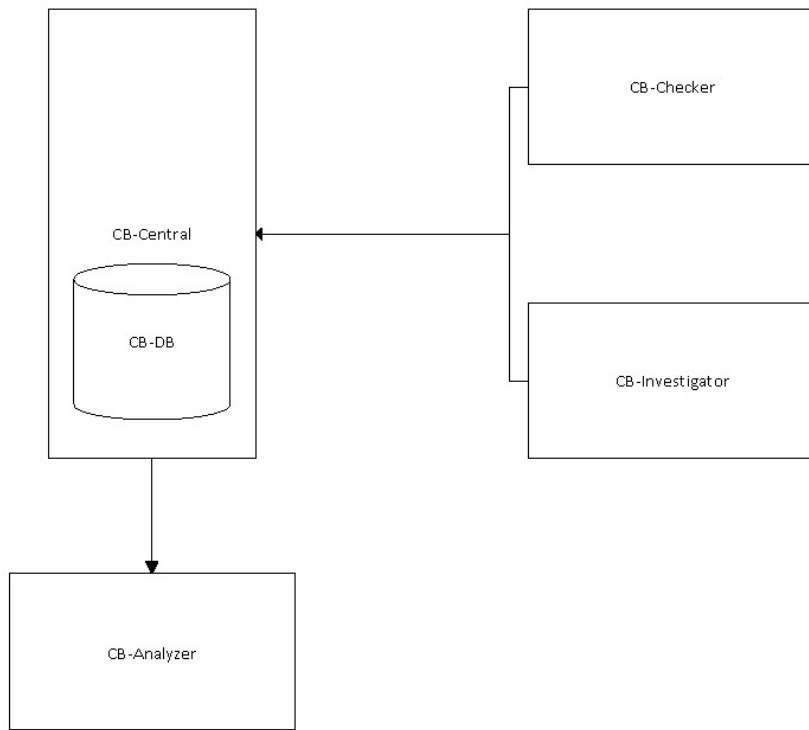 CB-Checker
CB-Central
CB-DB
CB-Investigator
CB-Analyzer